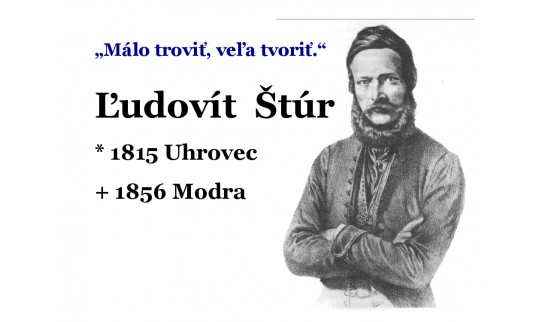 „Málo troviť, veľa tvoriť.“
Ľudovít Štúr
* 1815 Uhrovec
+ 1856 Modra